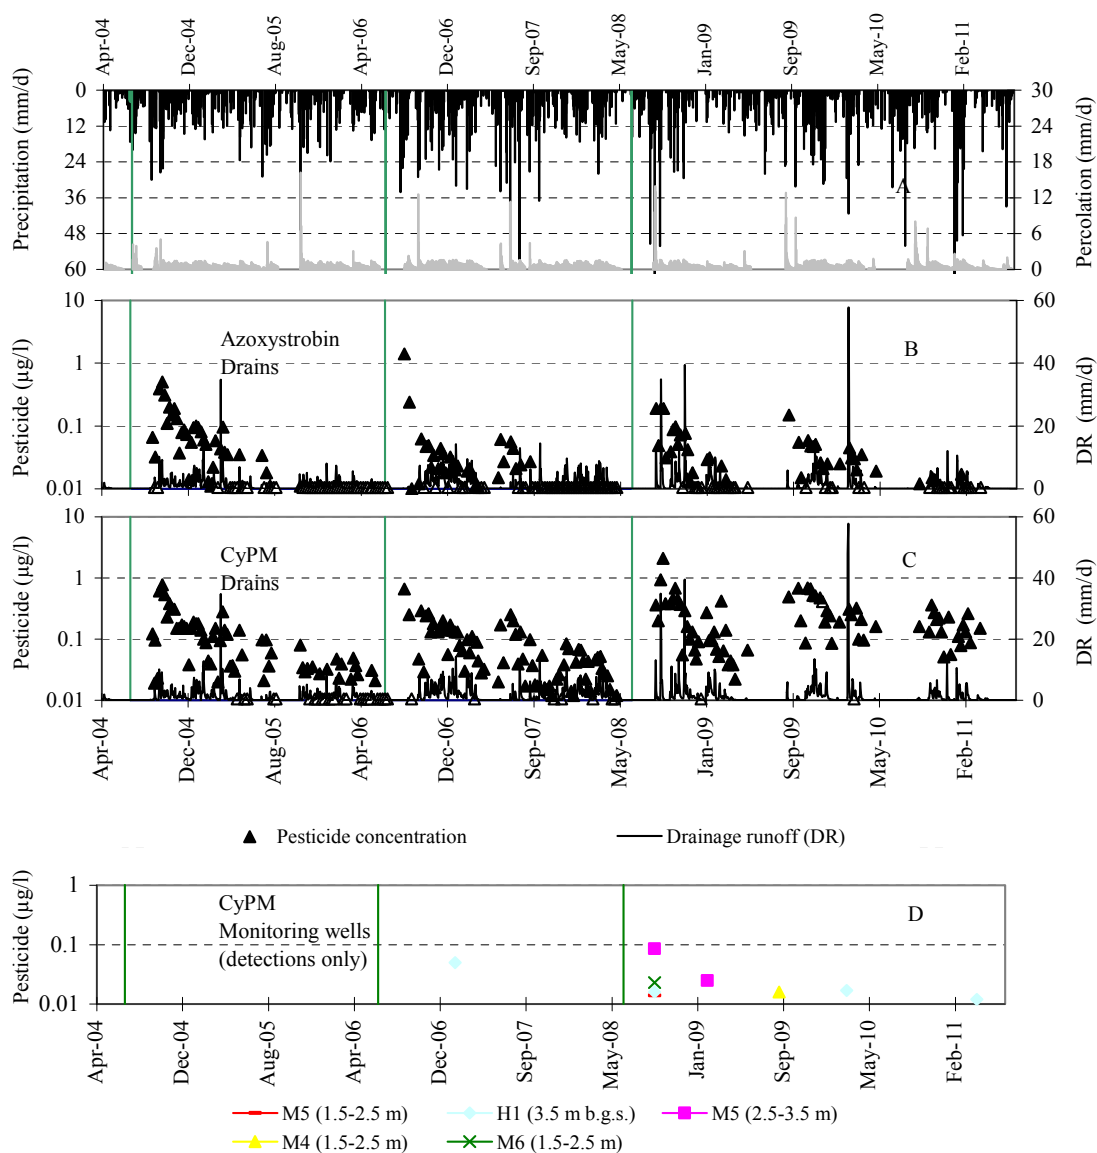 Apr-04 Dec-04 Aug-05 Apr-06 Dec-06 Sep-07 May-08 Jan-09 Sep-09 May-10 Feb-11
Precipitation (mm/d)
0
12
24
36
48
60
A
30
24
18
12
6
0
Percolation (mm/d)
Pesticide (µg/l)
10
1
0.1
0.01
Azoxystrobin
Drains
B
60
40
20
0
DR (mm/d)
Pesticide (µg/l)
10
1
0.1
0.01
CyPM
Drains
C
60
40
20
0
DR (mm/d)
Apr-04 Dec-04 Aug-05 Apr-06 Dec-06 Sep-07 May-08 Jan-09 Sep-09 May-10 Feb-11
Pesticide concentration
Drainage runoff (DR)
Pesticide (µg/l)
1
0.1
0.01
CyPM
Monitoring wells
(detections only)
D
Apr-04 Dec-04 Aug-05 Apr-06 Dec-06 Sep-07 May-08 Jan-09 Sep-09 May-10 Feb-11
M5 (1.5-2.5 m) H1 (3.5 m b.g.s.) M5 (2.5-3.5 m)
M4 (1.5-2.5 m) M6 (1.5-2.5 m)